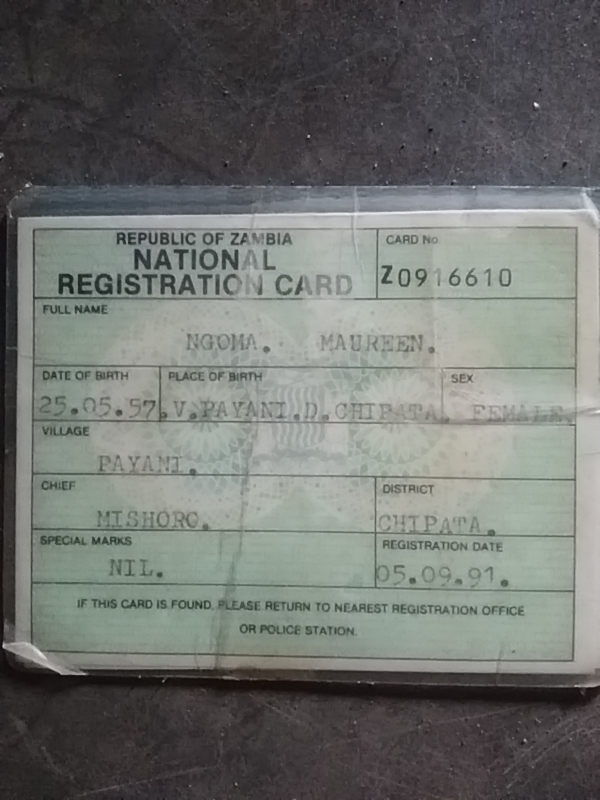 REPUBLIC OF ZAMBIA
NATIONAL
REGISTRATION CARD
CARD No
Z0916610
FULL NAME
NGOMA. MAUREEN.
DATE OF BIRTH PLACE OF BIRTH SEX
25.05.57. V.PAYANI.D.CHIPATA. FEMALE.
VILLAGE
PAYANI.
CHIEF DISTRICT
MISHORO. CHIPATA.
SPECIAL MARKS REGISTRATION DATE
NIL. 05.09.91.
IF THIS CARD IS FOUND, PLEASE RETURN TO NEAREST REGISTRATION OFFICE
OR POLICE STATION.